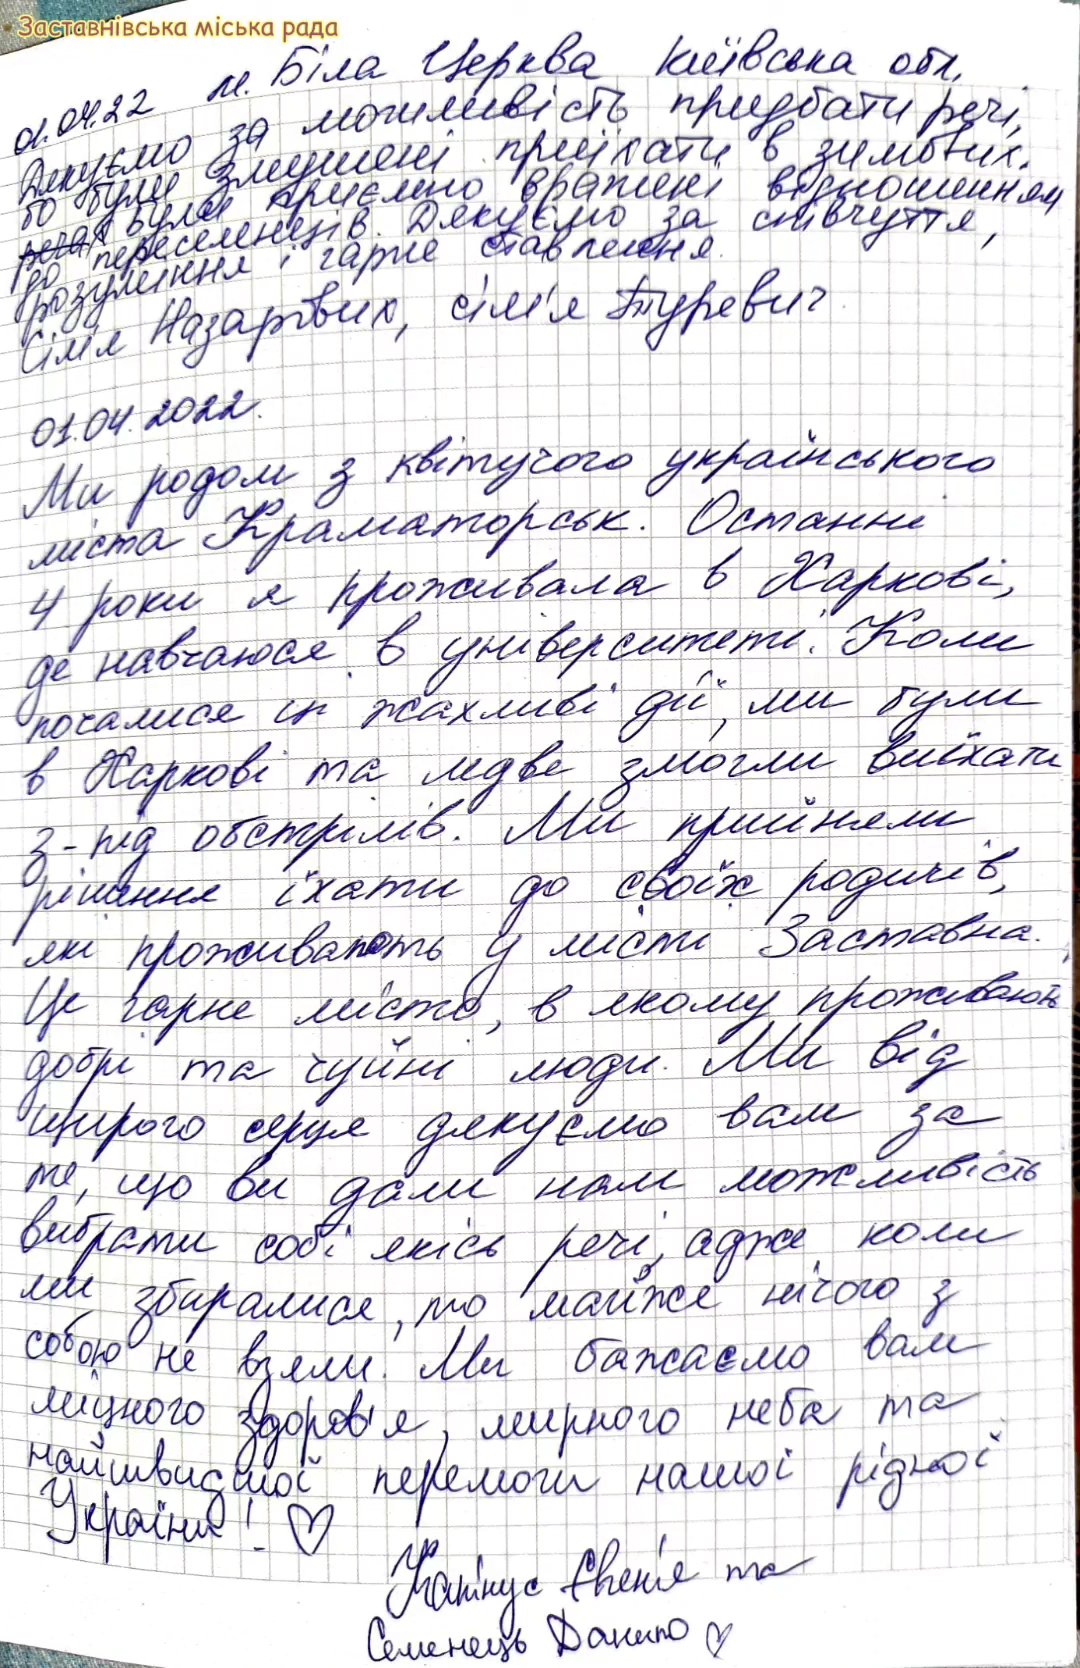 Заставнівська міська рада
01.04.22 м. Біла Церква Київська обл.
Дякуємо за можливість придбати речі,
бо були змушені приїхати в зимових.
речах були приємно вражені відношенням
до переселенців. Дякуємо за співчуття,
розуміння і гарне ставлення.
Сім'я Назарових, сім'я Туревич.
01.04.2022.
Ми родом з квітучого українського
міста Краматорськ. Останні
4 роки я проживала в Харкові,
де навчаюся в університеті. Коли
почалися ці жахливі дії, ми були
в Харкові та ледве змогли виїхати
з-під обстрілів. Ми прийняли
рішення їхати до своїх родичів,
які проживають у місті Заставна.
Це гарне місто, в якому проживають
добрі та чуйні люди. Ми від
щирого серця дякуємо вам за
те, що ви дали нам можливість
вибрати собі якісь речі, адже коли
ми збиралися, то майже нічого з
собою не взяли. Ми бажаємо вам
міцного здоров'я, мирного неба та
найшвидшої перемоги нашої рідної
України! ♡
Євенія та
Семенець Данило ♡